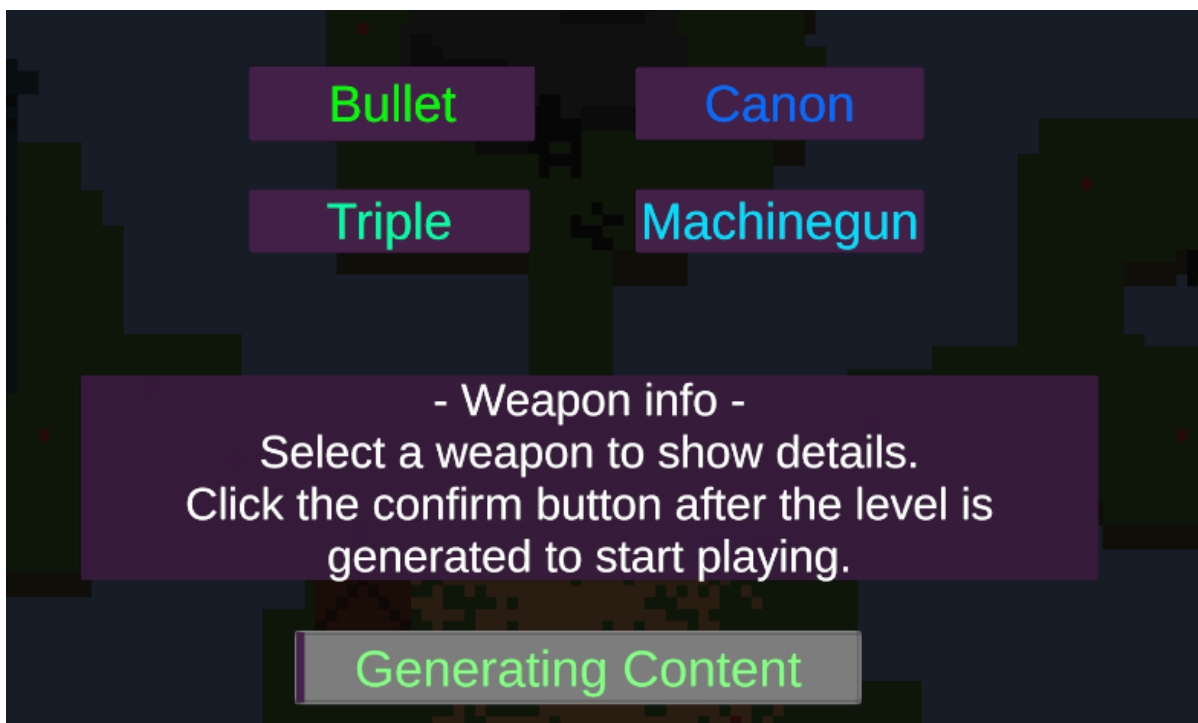 Bullet
Canon
Triple
Machinegun
- Weapon info -
Select a weapon to show details.
Click the confirm button after the level is
generated to start playing.
Generating Content